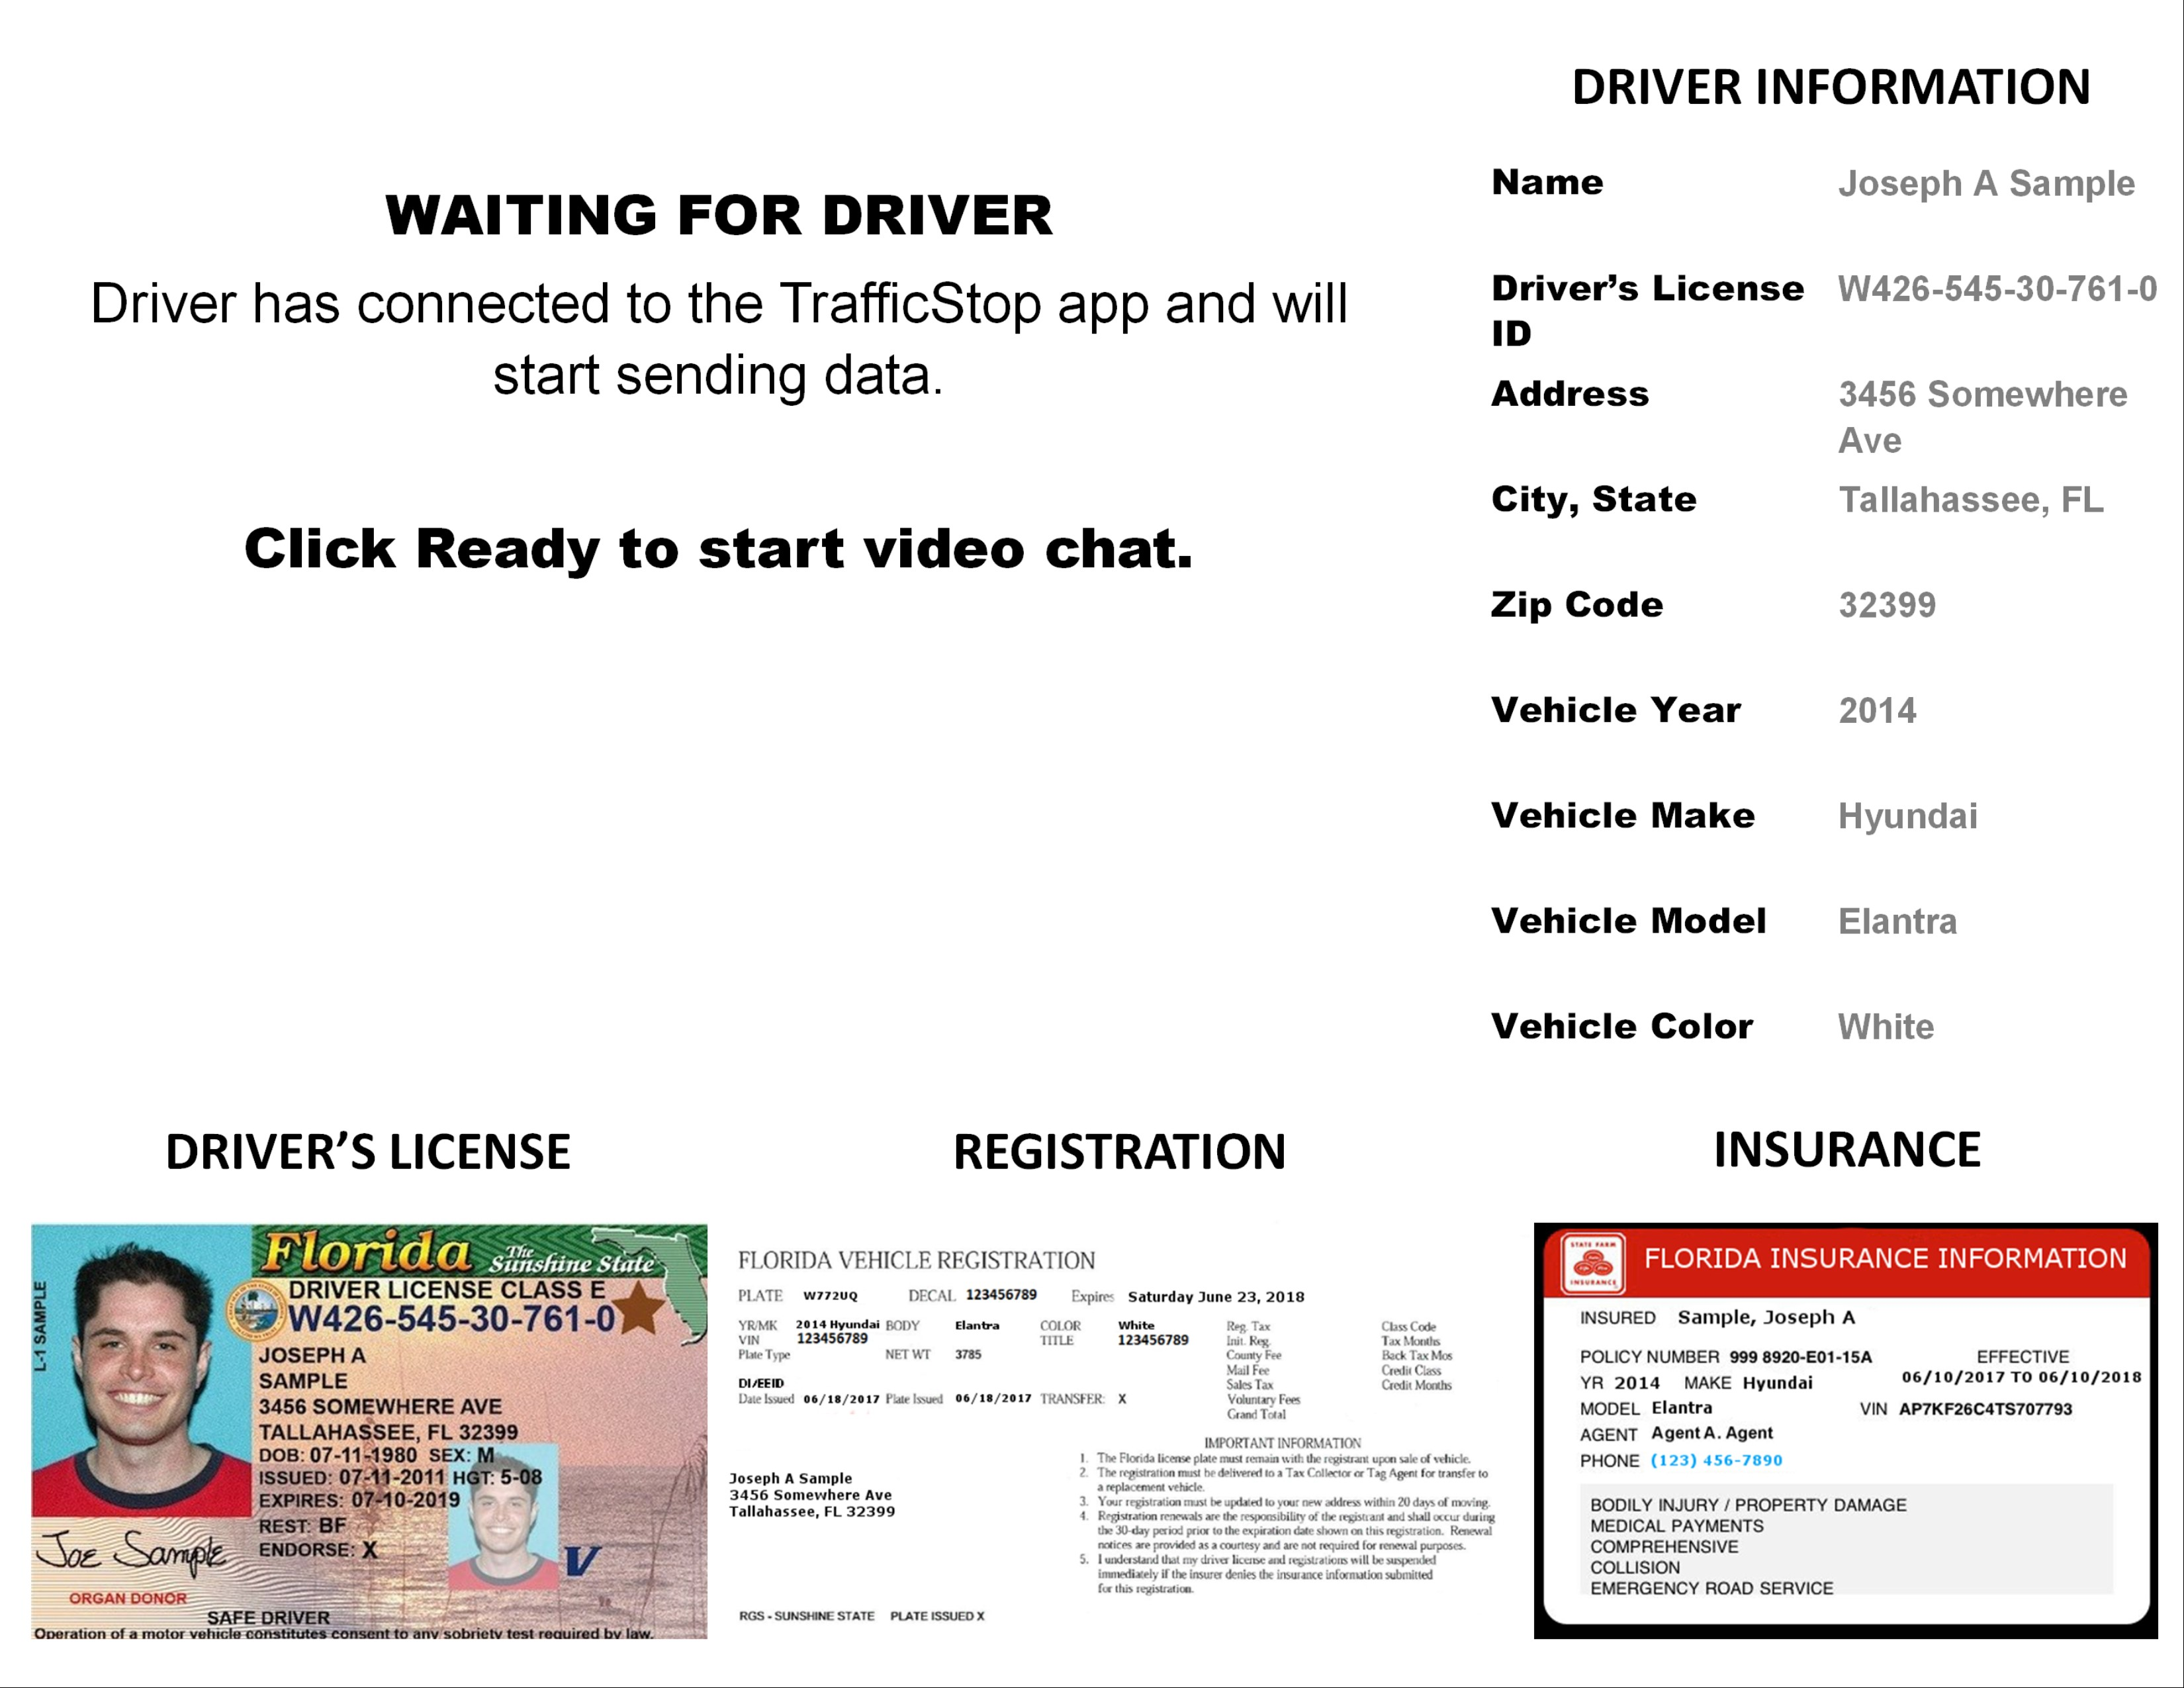 WAITING FOR DRIVER
Driver has connected to the TrafficStop app and will
start sending data.
Click Ready to start video chat.
DRIVER INFORMATION
Name Joseph A Sample
Driver’s License W426-545-30-761-0
ID
Address 3456 Somewhere
Ave
City, State Tallahassee, FL
Zip Code 32399
Vehicle Year 2014
Vehicle Make Hyundai
Vehicle Model Elantra
Vehicle Color White
DRIVER’S LICENSE
L-1 SAMPLE
Florida The Sunshine State
DRIVER LICENSE CLASS E
W426-545-30-761-0
JOSEPH A
SAMPLE
3456 SOMEWHERE AVE
TALLAHASSEE, FL 32399
DOB: 07-11-1980 SEX: M
ISSUED: 07-11-2011 HGT: 5-08
EXPIRES: 07-10-2019
REST: BF
ENDORSE: X
Joe Sample
V
ORGAN DONOR
SAFE DRIVER
Operation of a motor vehicle constitutes consent to any sobriety test required by law.
REGISTRATION
FLORIDA VEHICLE REGISTRATION
PLATE W772UQ DECAL 123456789 Expires Saturday June 23, 2018
YR/MK 2014 Hyundai BODY Elantra COLOR White Reg. Tax Class Code
VIN 123456789 TITLE 123456789 Init. Reg. Tax Months
Plate Type NET WT 3785 County Fee Back Tax Mos
Mail Fee Credit Class
DL/FEID Sales Tax Credit Months
Date Issued 06/18/2017 Plate Issued 06/18/2017 TRANSFER: X Voluntary Fees
Grand Total
IMPORTANT INFORMATION
1. The Florida license plate must remain with the registrant upon sale of vehicle.
2. The registration must be delivered to a Tax Collector or Tag Agent for transfer to
a replacement vehicle.
3. Your registration must be updated to your new address within 20 days of moving.
4. Registration renewals are the responsibility of the registrant and shall occur during
the 30-day period prior to the expiration date shown on this registration. Renewal
notices are provided as a courtesy and are not required for renewal purposes.
5. I understand that my driver license and registrations will be suspended
immediately if the insurer denies the insurance information submitted
for this registration.
Joseph A Sample
3456 Somewhere Ave
Tallahassee, FL 32399
RGS - SUNSHINE STATE PLATE ISSUED X
INSURANCE
STATE FARM
INSURANCE
FLORIDA INSURANCE INFORMATION
INSURED Sample, Joseph A
POLICY NUMBER 999 8920-E01-15A EFFECTIVE
YR 2014 MAKE Hyundai 06/10/2017 TO 06/10/2018
MODEL Elantra VIN AP7KF26C4TS707793
AGENT Agent A. Agent
PHONE (123) 456-7890
BODILY INJURY / PROPERTY DAMAGE
MEDICAL PAYMENTS
COMPREHENSIVE
COLLISION
EMERGENCY ROAD SERVICE